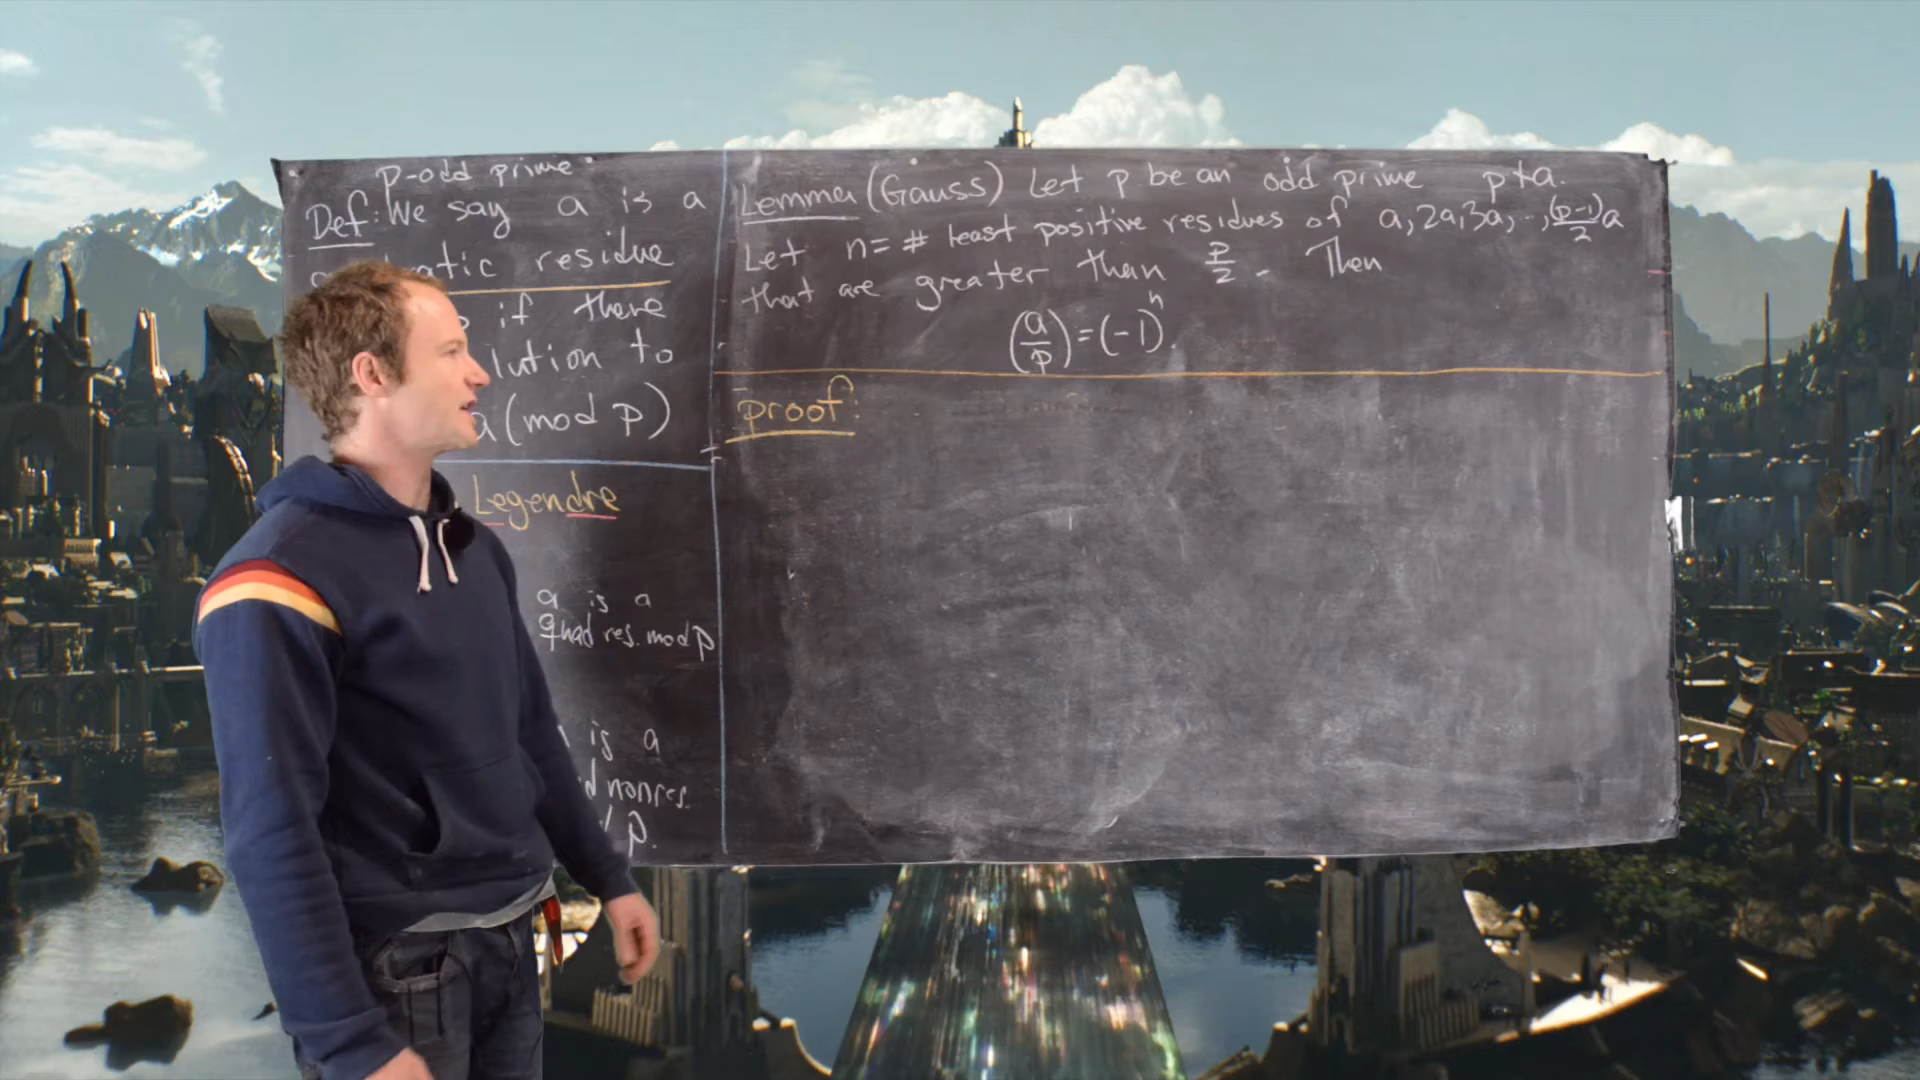 p-odd prime
Def: We say a is a
atic residue
if there
lution to
a (mod p)
Legendre
a is a
quad res. mod p
is a
d nonres.
p.
Lemma (Gauss) Let p be an odd prime p∤a.
Let n = # least positive residues of a, 2a, 3a, ..., (p-1)/2 a
that are greater than p/2. Then
(a/p) = (-1)^n.
proof: